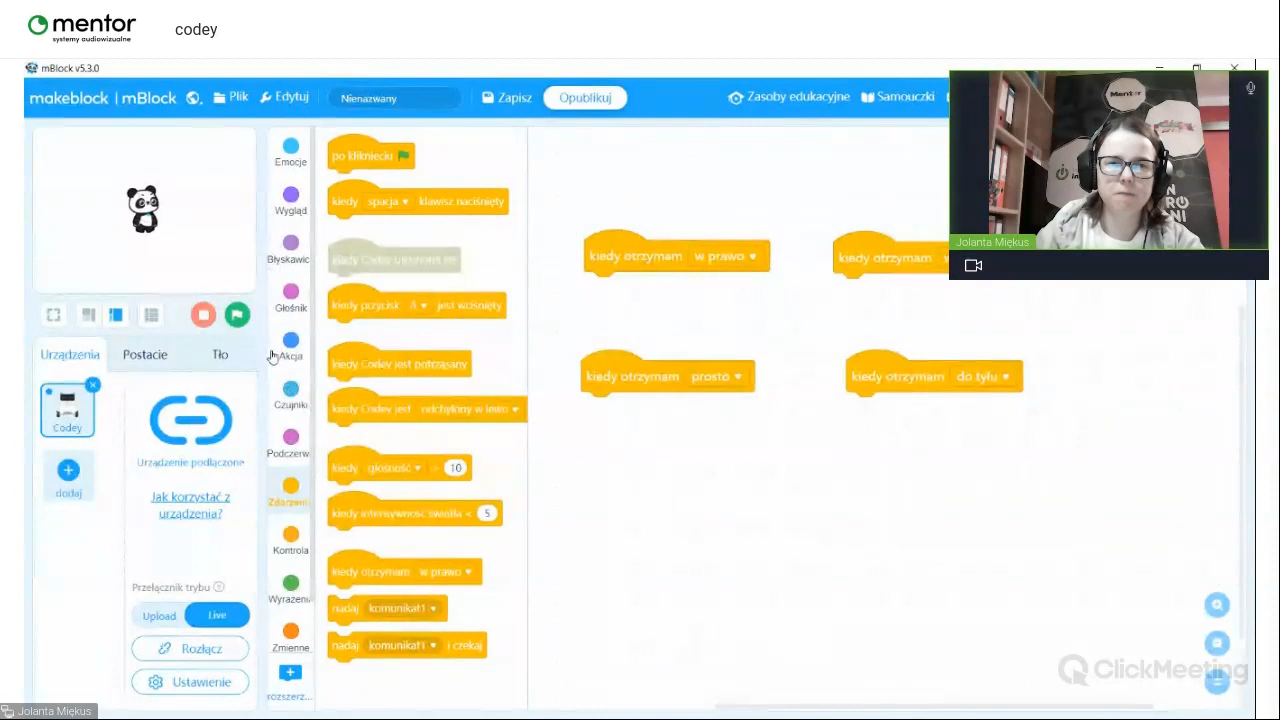 mentor
systemy audiowizualne
codey
mBlock v5.3.0
makeblock | mBlock
Plik
Edytuj
Nienazwany
Zapisz
Opublikuj
Zasoby edukacyjne
Samouczki
Urządzenia
Postacie
Tło
Codey
dodaj
Urządzenie podłączone
Jak korzystać z
urządzenia?
Przełącznik trybu
Upload
Live
Rozłącz
Ustawienie
Emocje
Wygląd
Błyskawic
Głośnik
Akcja
Czujniki
Podczerw
Zdarzeni
Kontrola
Wyrażeni
Zmienne
rozszerz...
po kliknięciu
kiedy spacja klawisz naciśnięty
kiedy przycisk A jest wciśnięty
kiedy Codey jest potrząsany
kiedy Codey jest odchylony w lewo
kiedy głośność > 10
kiedy intensywność światła < 5
kiedy otrzymam w prawo
nadaj komunikat1
nadaj komunikat1 i czekaj
kiedy otrzymam w prawo
kiedy otrzymam
kiedy otrzymam prosto
kiedy otrzymam do tyłu
Mentor
Jolanta Miękus
ClickMeeting
Jolanta Miękus